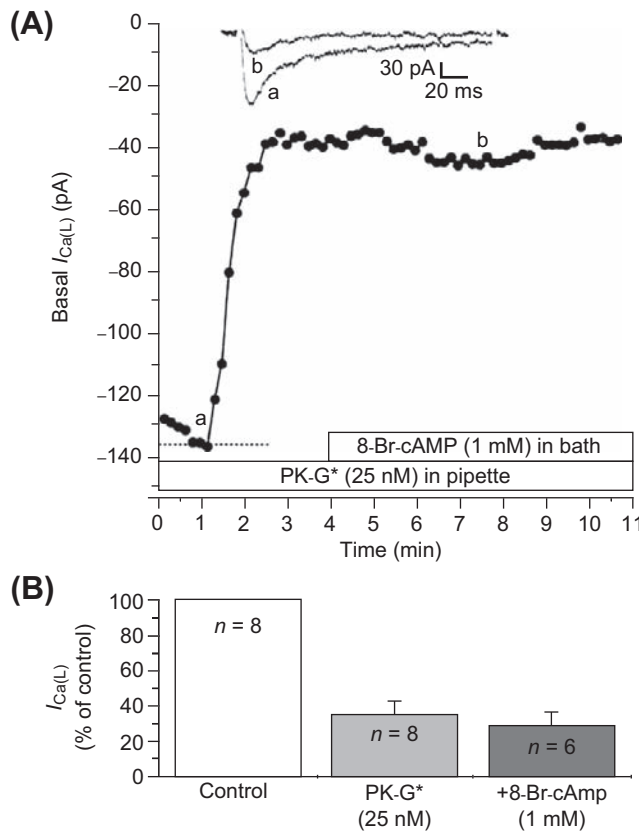 (A)
0
–20
–40
–60
–80
–100
–120
–140
Basal ICa(L) (pA)
b
a
30 pA
20 ms
b
a
8-Br-cAMP (1 mM) in bath
PK-G* (25 nM) in pipette
0 1 2 3 4 5 6 7 8 9 10 11
Time (min)
(B)
100
80
60
40
20
0
ICa(L)
(% of control)
n = 8
n = 8
n = 6
Control
PK-G*
(25 nM)
+8-Br-cAmp
(1 mM)